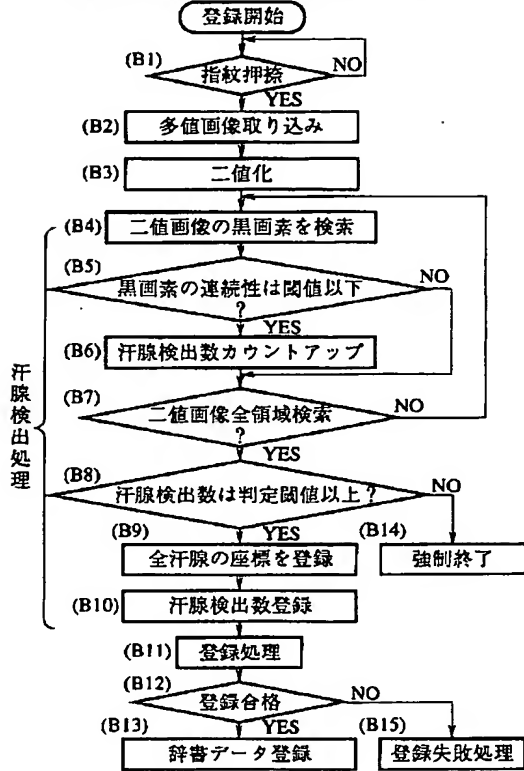 登録開始
(B1)
指紋押捺
NO
YES
(B2)
多値画像取り込み
(B3)
二値化
(B4)
二値画像の黒画素を検索
(B5)
黒画素の連続性は閾値以下
?
NO
YES
(B6)
汗腺検出数カウントアップ
(B7)
二値画像全領域検索
?
NO
YES
汗腺検出処理
(B8)
汗腺検出数は判定閾値以上?
NO
YES
(B9)
全汗腺の座標を登録
(B14)
強制終了
(B10)
汗腺検出数登録
(B11)
登録処理
(B12)
登録合格
NO
YES
(B13)
辞書データ登録
(B15)
登録失敗処理